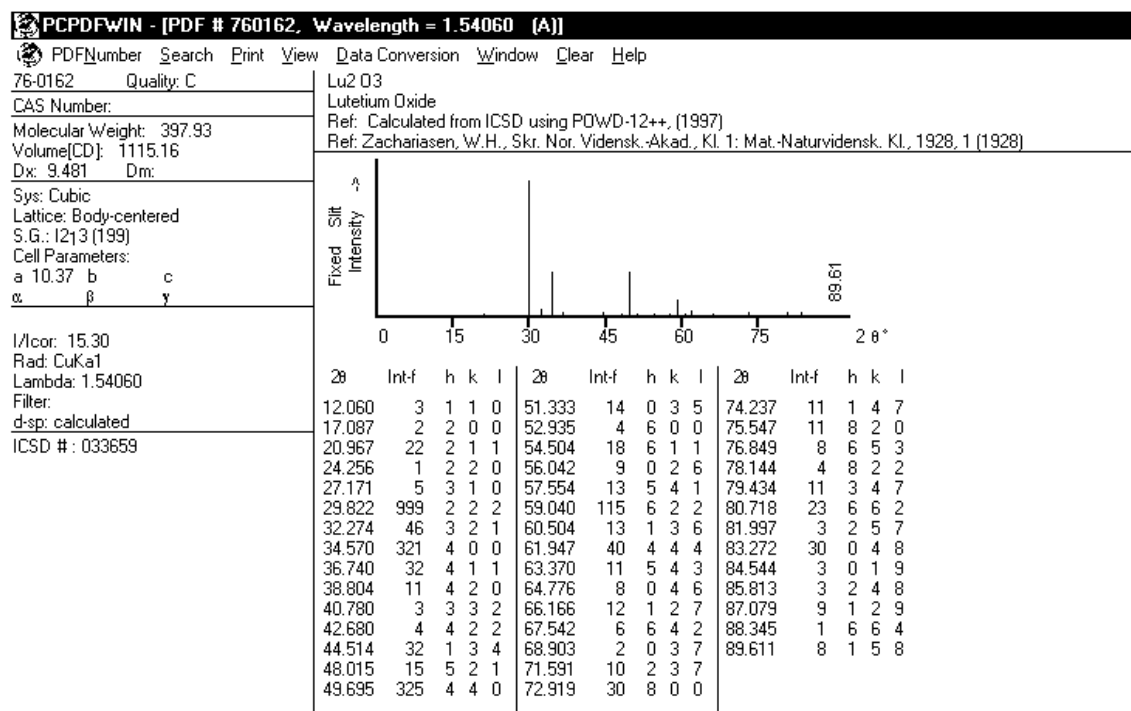 PCPDFWIN - [PDF # 760162, Wavelength = 1.54060 (A)]
PDFNumber Search Print View Data Conversion Window Clear Help
76-0162 Quality: C
CAS Number:
Molecular Weight: 397.93
Volume[CD]: 1115.16
Dx: 9.481 Dm:
Sys: Cubic
Lattice: Body-centered
S.G.: I213 (199)
Cell Parameters:
a 10.37 b c
α β γ
I/Icor: 15.30
Rad: CuKa1
Lambda: 1.54060
Filter:
d-sp: calculated
ICSD # : 033659
Lu2 O3
Lutetium Oxide
Ref: Calculated from ICSD using POWD-12++, (1997)
Ref: Zachariasen, W.H., Skr. Nor. Vidensk.-Akad., Kl. 1: Mat.-Naturvidensk. Kl., 1928, 1 (1928)
Fixed Slit
Intensity ->
89.61
0 15 30 45 60 75 2 θ°
2θ Int-f h k l 2θ Int-f h k l 2θ Int-f h k l
12.060 3 1 1 0 51.333 14 0 3 5 74.237 11 1 4 7
17.087 2 2 0 0 52.935 4 6 0 0 75.547 11 8 2 0
20.967 22 2 1 1 54.504 18 6 1 1 76.849 8 6 5 3
24.256 1 2 2 0 56.042 9 0 2 6 78.144 4 8 2 2
27.171 5 3 1 0 57.554 13 5 4 1 79.434 11 3 4 7
29.822 999 2 2 2 59.040 115 6 2 2 80.718 23 6 6 2
32.274 46 3 2 1 60.504 13 1 3 6 81.997 3 2 5 7
34.570 321 4 0 0 61.947 40 4 4 4 83.272 30 0 4 8
36.740 32 4 1 1 63.370 11 5 4 3 84.544 3 0 1 9
38.804 11 4 2 0 64.776 8 0 4 6 85.813 3 2 4 8
40.780 3 3 3 2 66.166 12 1 2 7 87.079 9 1 2 9
42.680 4 4 2 2 67.542 6 6 4 2 88.345 1 6 6 4
44.514 32 1 3 4 68.903 2 0 3 7 89.611 8 1 5 8
48.015 15 5 2 1 71.591 10 2 3 7
49.695 325 4 4 0 72.919 30 8 0 0